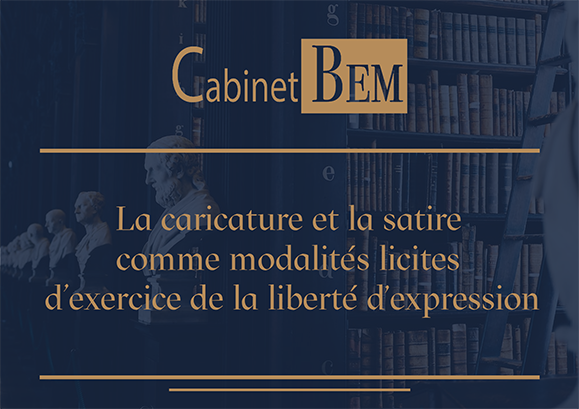 Cabinet BEM
La caricature et la satire
comme modalités licites
d'exercice de la liberté d'expression